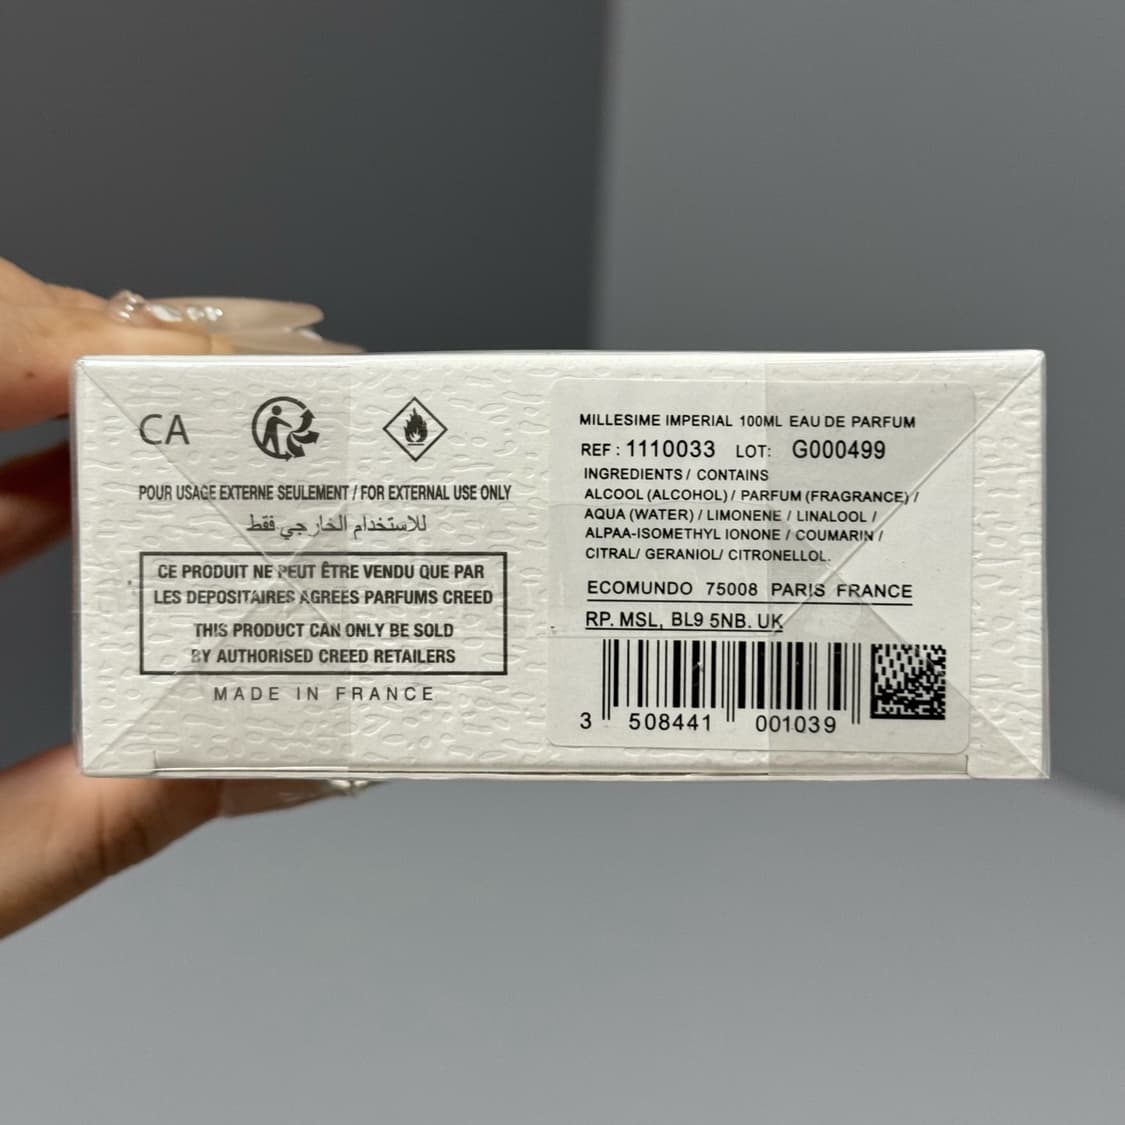 CA
POUR USAGE EXTERNE SEULEMENT / FOR EXTERNAL USE ONLY
للاستخدام الخارجي فقط
CE PRODUIT NE PEUT ÊTRE VENDU QUE PAR
LES DEPOSITAIRES AGREES PARFUMS CREED
THIS PRODUCT CAN ONLY BE SOLD
BY AUTHORISED CREED RETAILERS
MADE IN FRANCE
MILLESIME IMPERIAL 100ML EAU DE PARFUM
REF : 1110033 LOT: G000499
INGREDIENTS / CONTAINS
ALCOOL (ALCOHOL) / PARFUM (FRAGRANCE) /
AQUA (WATER) / LIMONENE / LINALOOL /
ALPAA-ISOMETHYL IONONE / COUMARIN /
CITRAL/ GERANIOL/ CITRONELLOL.
ECOMUNDO 75008 PARIS FRANCE
RP. MSL, BL9 5NB. UK
3 508441 001039